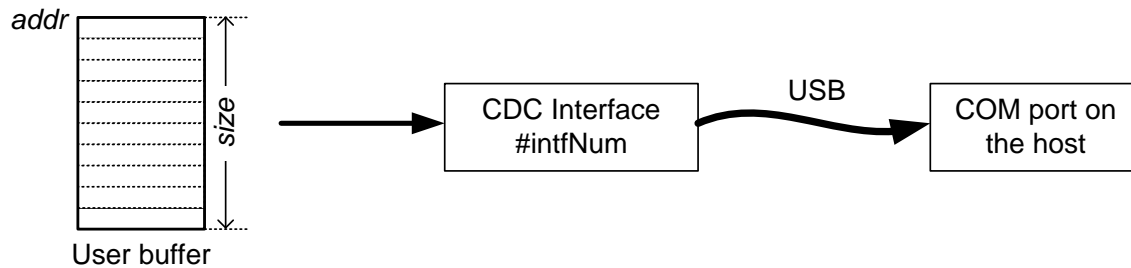 addr
size
User buffer
CDC Interface
#intfNum
USB
COM port on
the host